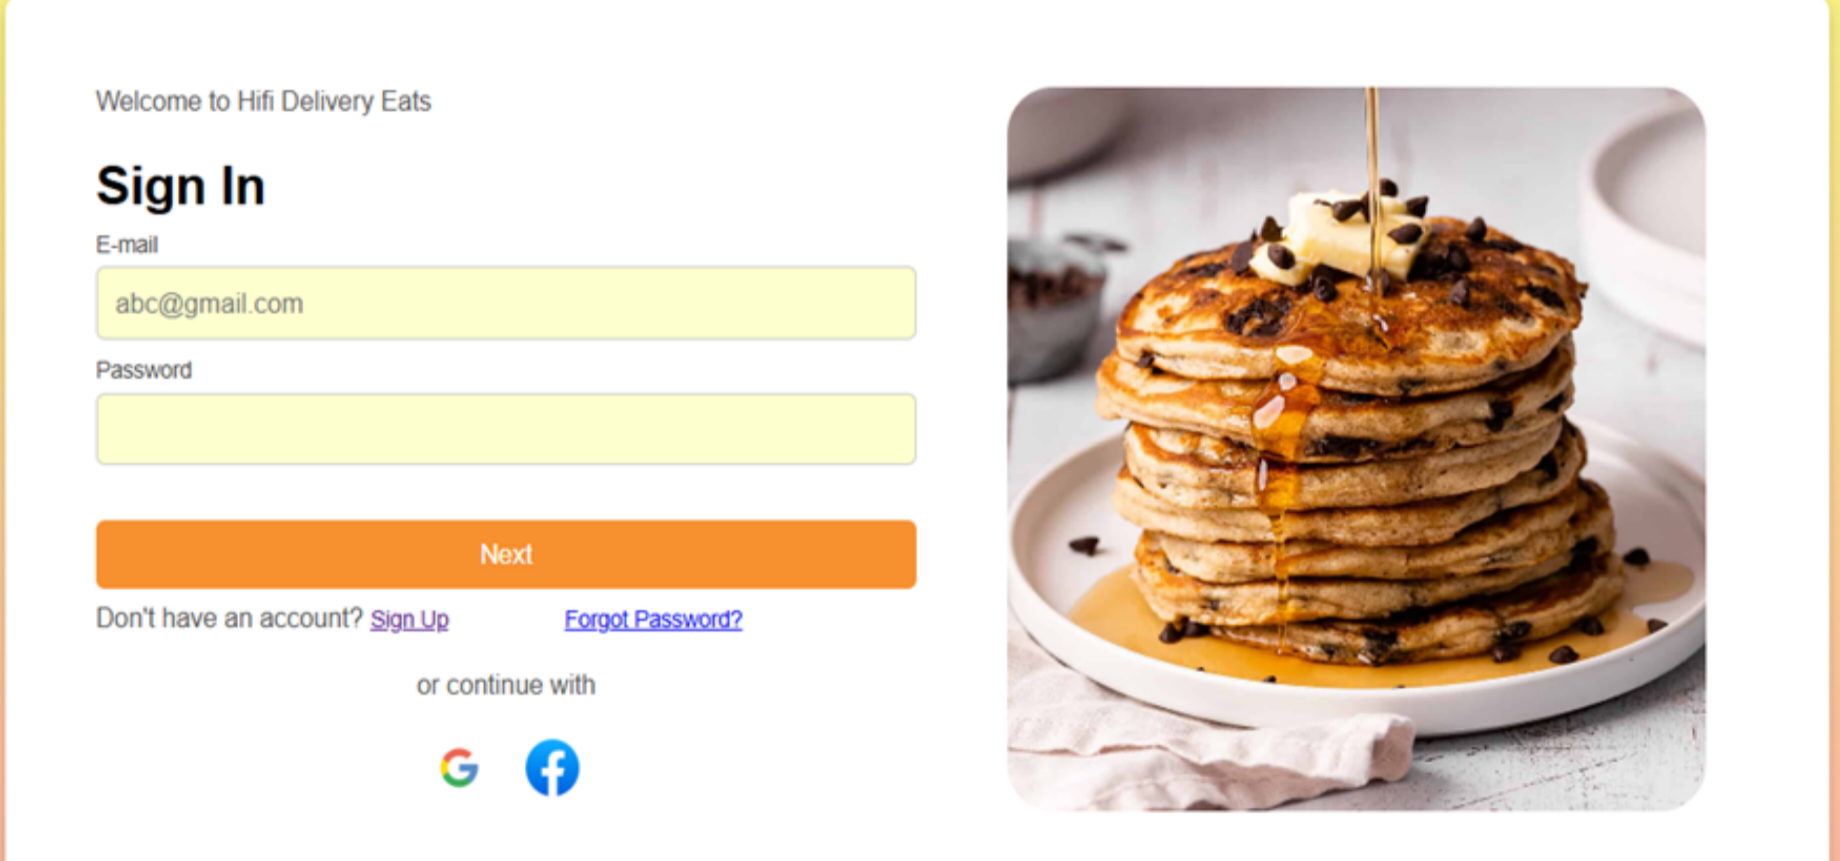 Welcome to Hifi Delivery Eats
Sign In
E-mail
abc@gmail.com
Password
Next
Don't have an account? Sign Up Forgot Password?
or continue with